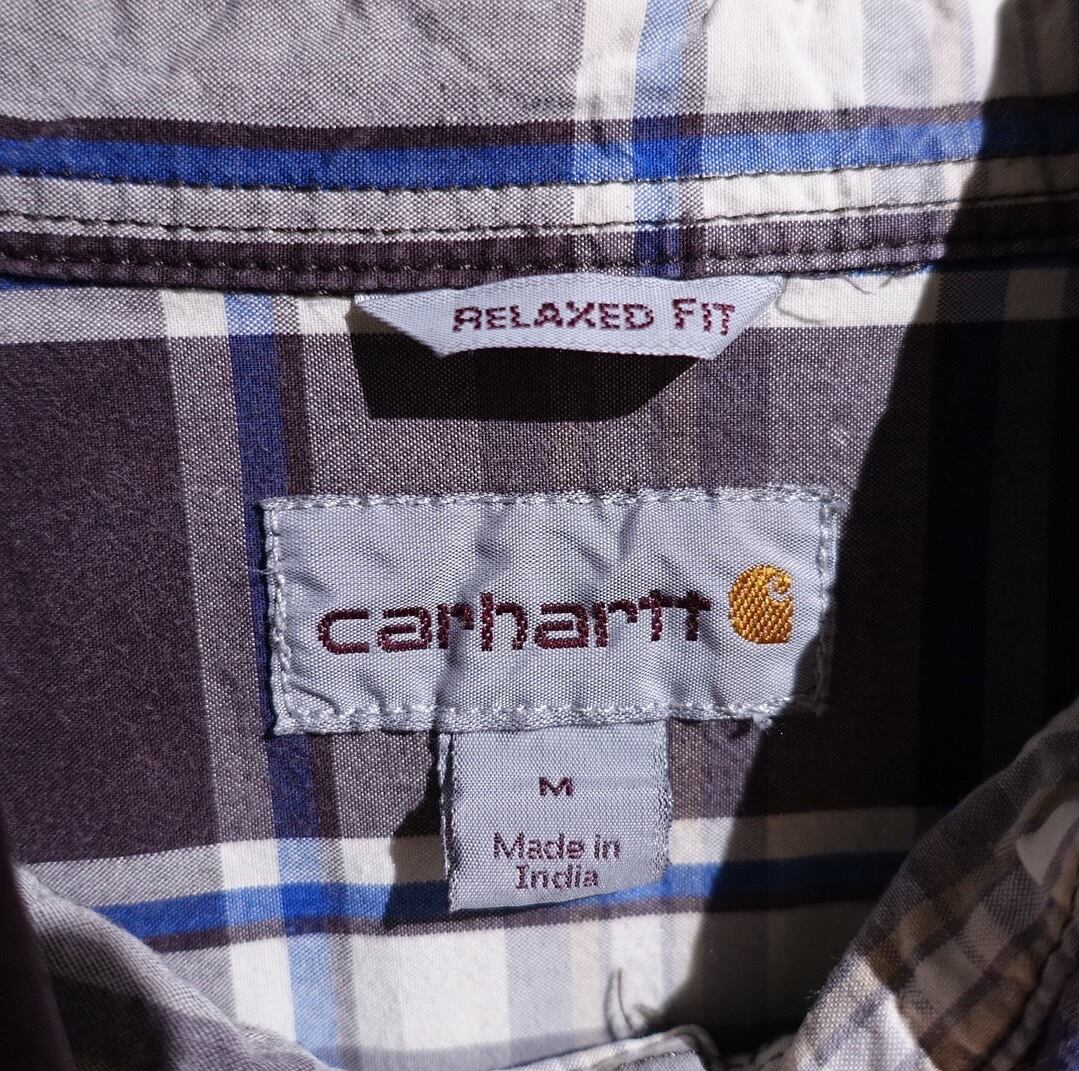 RELAXED FIT
carhartt
M
Made in
India